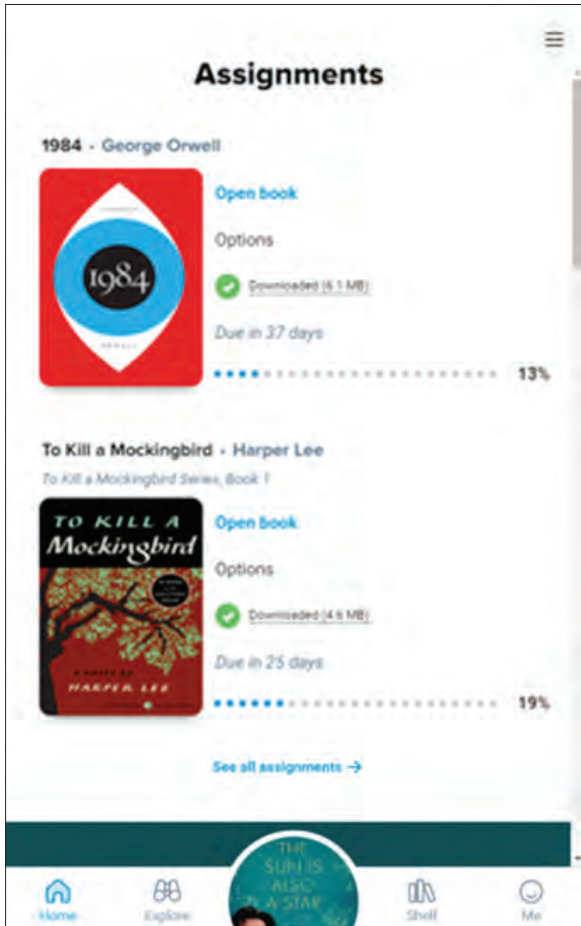 Assignments
1984 - George Orwell
1984
Open book
Options
Downloaded (6.1 MB)
Due in 37 days
13%
To Kill a Mockingbird - Harper Lee
To Kill a Mockingbird Series, Book 1
TO KILL A
Mockingbird
HARPER LEE
Open book
Options
Downloaded (4.6 MB)
Due in 25 days
19%
See all assignments →
THE
SUN IS
ALSO
A STAR
Home
Explore
Shelf
Me